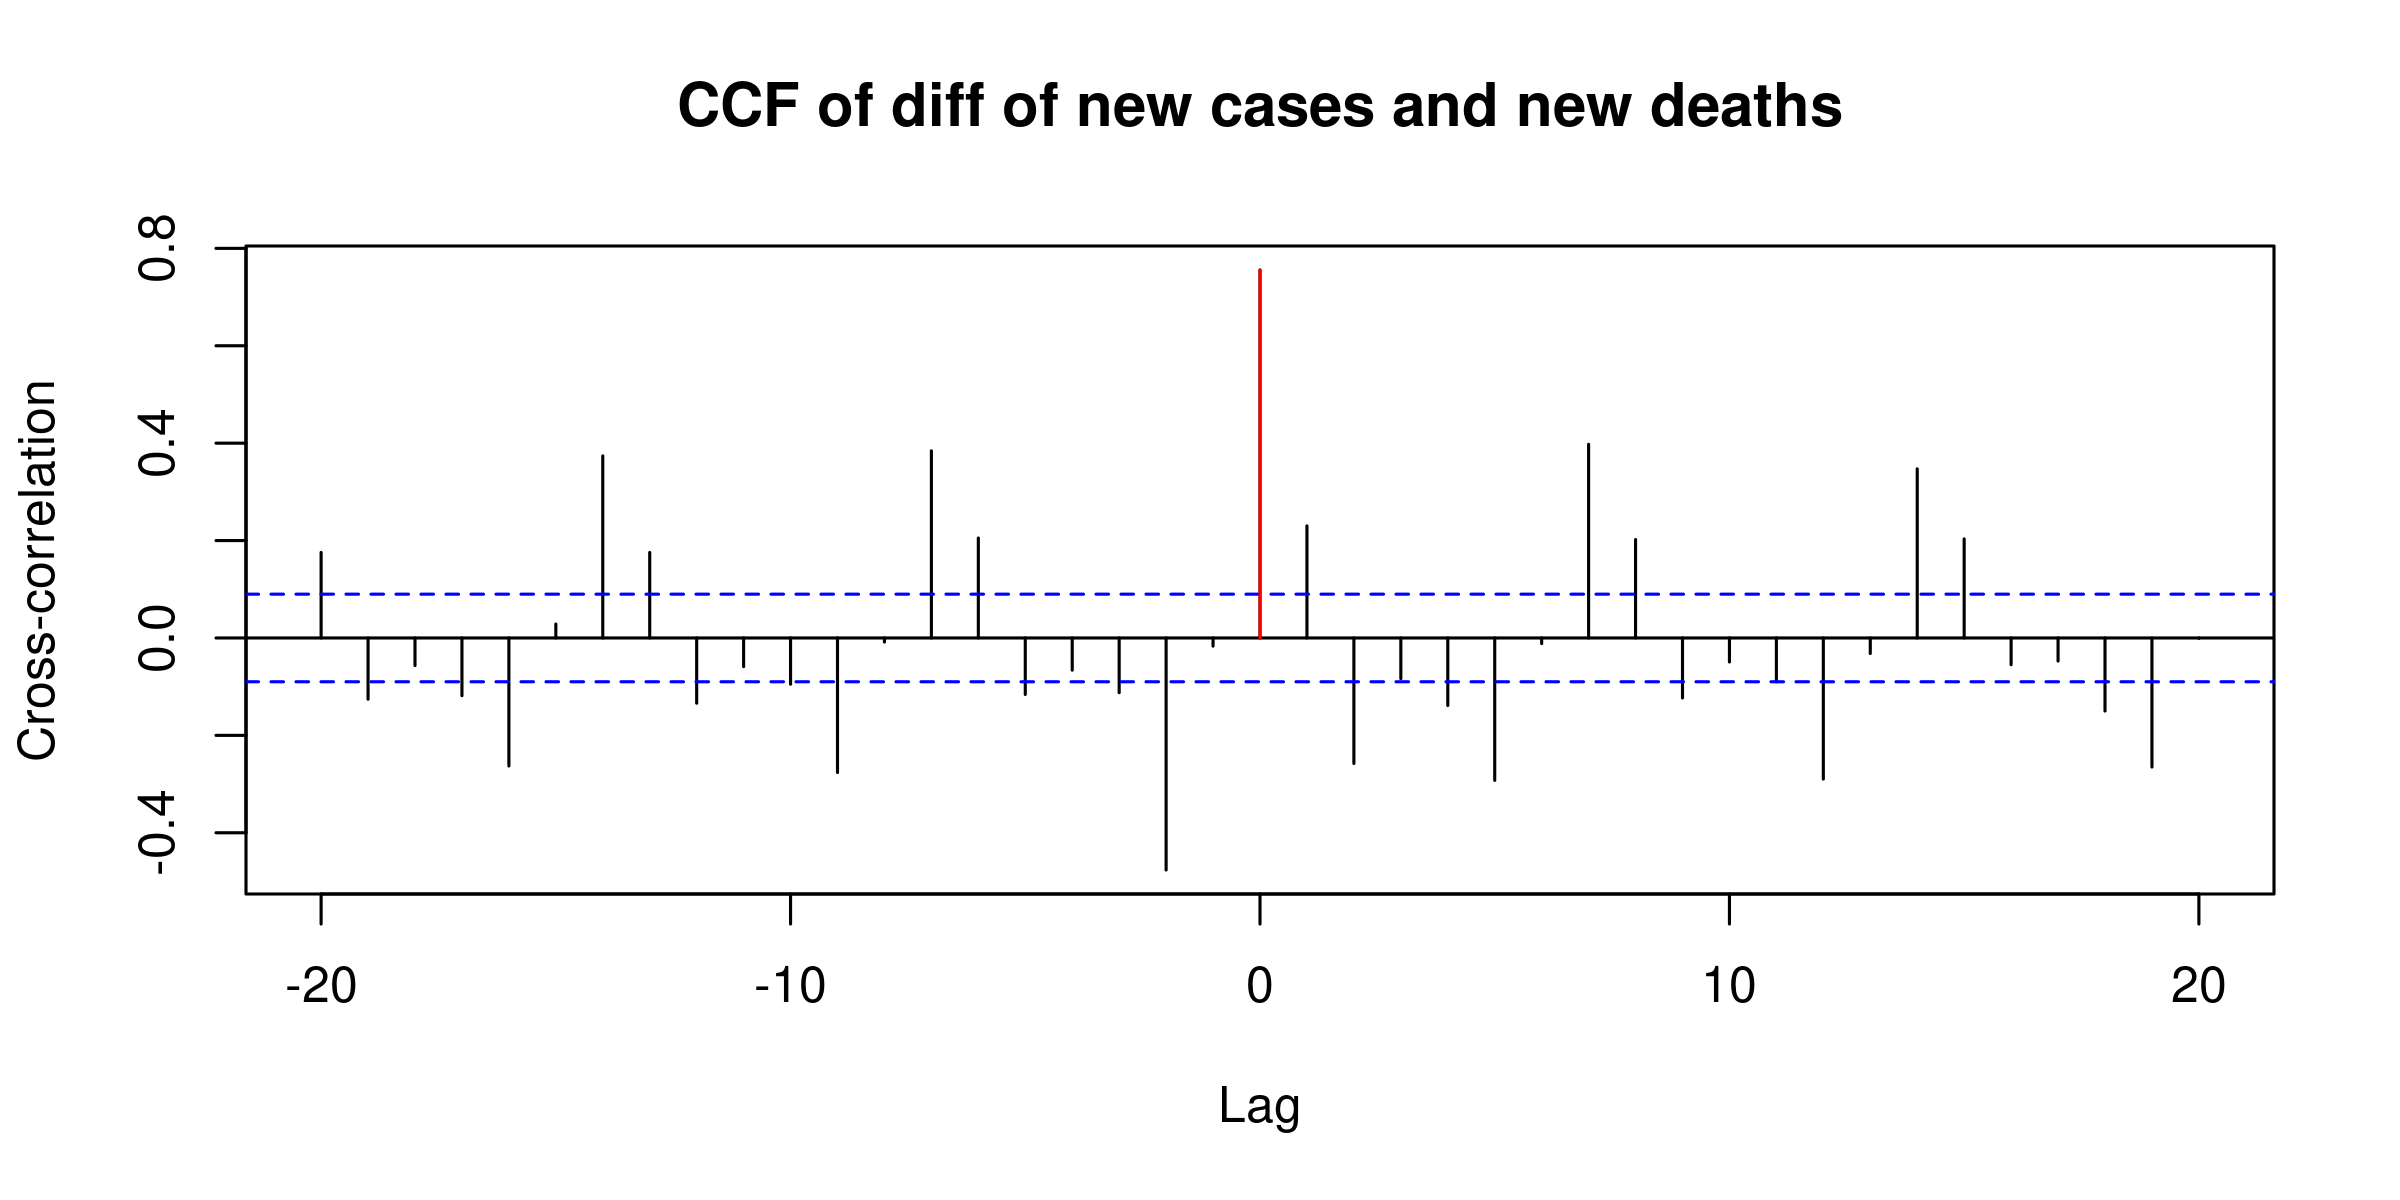 CCF of diff of new cases and new deaths
Cross-correlation
0.8
0.4
0.0
-0.4
-20 -10 0 10 20
Lag